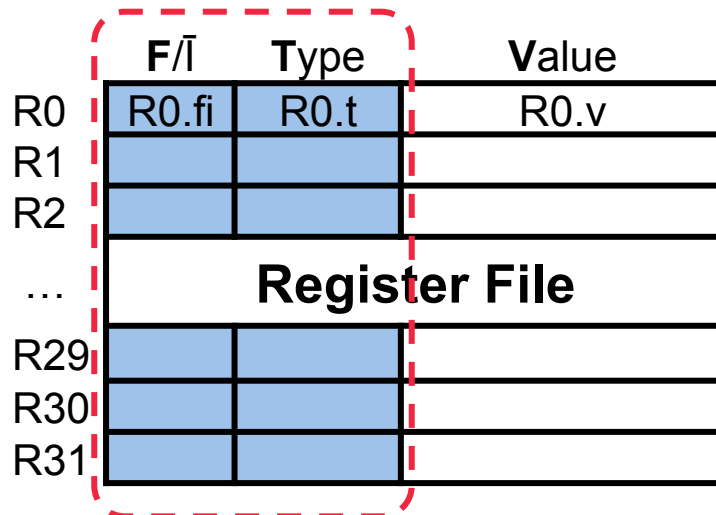 F/Ī Type Value
R0 R0.fi R0.t R0.v
R1
R2
... Register File
R29
R30
R31